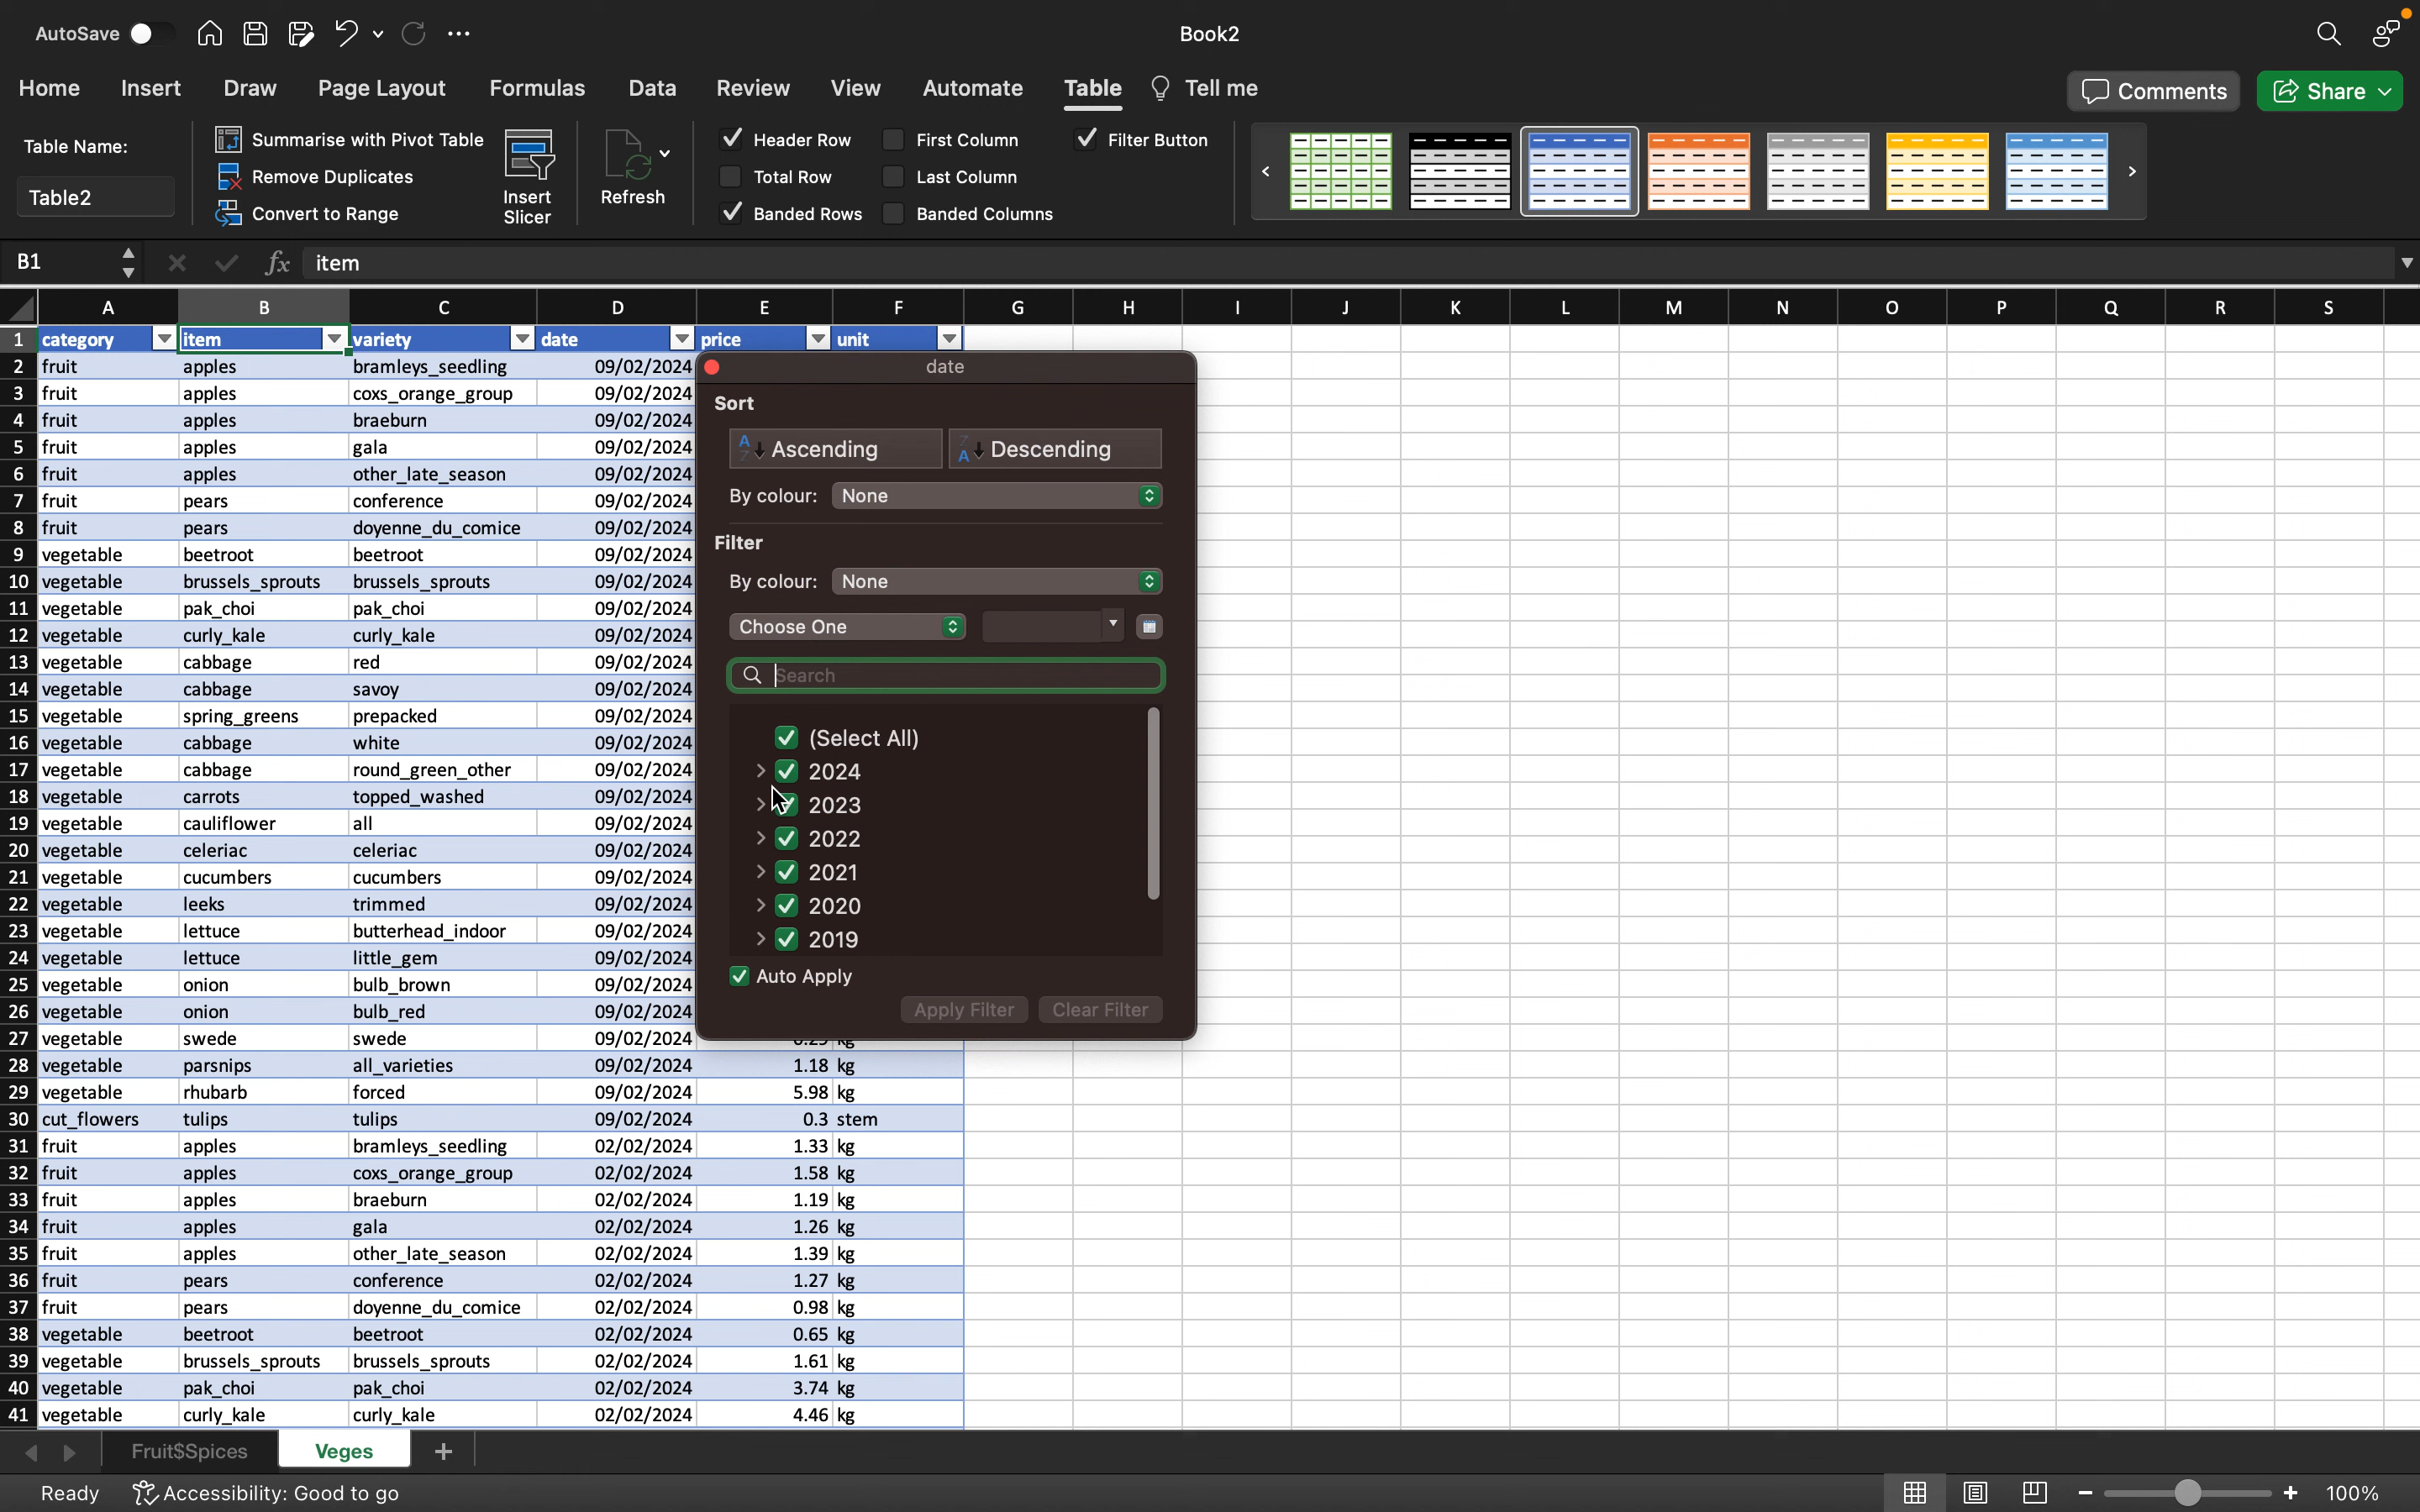 AutoSave
Book2
Home Insert Draw Page Layout Formulas Data Review View Automate Table Tell me
Comments Share
Table Name:
Table2
Summarise with Pivot Table
Remove Duplicates
Convert to Range
Insert
Slicer
Refresh
Header Row First Column Filter Button
Total Row Last Column
Banded Rows Banded Columns
B1 fx item
A B C D E F G H I J K L M N O P Q R S
1 category item variety date price unit
2 fruit apples bramleys_seedling 09/02/2024
3 fruit apples coxs_orange_group 09/02/2024
4 fruit apples braeburn 09/02/2024
5 fruit apples gala 09/02/2024
6 fruit apples other_late_season 09/02/2024
7 fruit pears conference 09/02/2024
8 fruit pears doyenne_du_comice 09/02/2024
9 vegetable beetroot beetroot 09/02/2024
10 vegetable brussels_sprouts brussels_sprouts 09/02/2024
11 vegetable pak_choi pak_choi 09/02/2024
12 vegetable curly_kale curly_kale 09/02/2024
13 vegetable cabbage red 09/02/2024
14 vegetable cabbage savoy 09/02/2024
15 vegetable spring_greens prepacked 09/02/2024
16 vegetable cabbage white 09/02/2024
17 vegetable cabbage round_green_other 09/02/2024
18 vegetable carrots topped_washed 09/02/2024
19 vegetable cauliflower all 09/02/2024
20 vegetable celeriac celeriac 09/02/2024
21 vegetable cucumbers cucumbers 09/02/2024
22 vegetable leeks trimmed 09/02/2024
23 vegetable lettuce butterhead_indoor 09/02/2024
24 vegetable lettuce little_gem 09/02/2024
25 vegetable onion bulb_brown 09/02/2024
26 vegetable onion bulb_red 09/02/2024
27 vegetable swede swede 09/02/2024
28 vegetable parsnips all_varieties 09/02/2024 1.18 kg
29 vegetable rhubarb forced 09/02/2024 5.98 kg
30 cut_flowers tulips tulips 09/02/2024 0.3 stem
31 fruit apples bramleys_seedling 02/02/2024 1.33 kg
32 fruit apples coxs_orange_group 02/02/2024 1.58 kg
33 fruit apples braeburn 02/02/2024 1.19 kg
34 fruit apples gala 02/02/2024 1.26 kg
35 fruit apples other_late_season 02/02/2024 1.39 kg
36 fruit pears conference 02/02/2024 1.27 kg
37 fruit pears doyenne_du_comice 02/02/2024 0.98 kg
38 vegetable beetroot beetroot 02/02/2024 0.65 kg
39 vegetable brussels_sprouts brussels_sprouts 02/02/2024 1.61 kg
40 vegetable pak_choi pak_choi 02/02/2024 3.74 kg
41 vegetable curly_kale curly_kale 02/02/2024 4.46 kg
date
Sort
Ascending Descending
By colour: None
Filter
By colour: None
Choose One
Search
(Select All)
2024
2023
2022
2021
2020
2019
Auto Apply
Apply Filter Clear Filter
Fruit$Spices Veges
Ready Accessibility: Good to go 100%